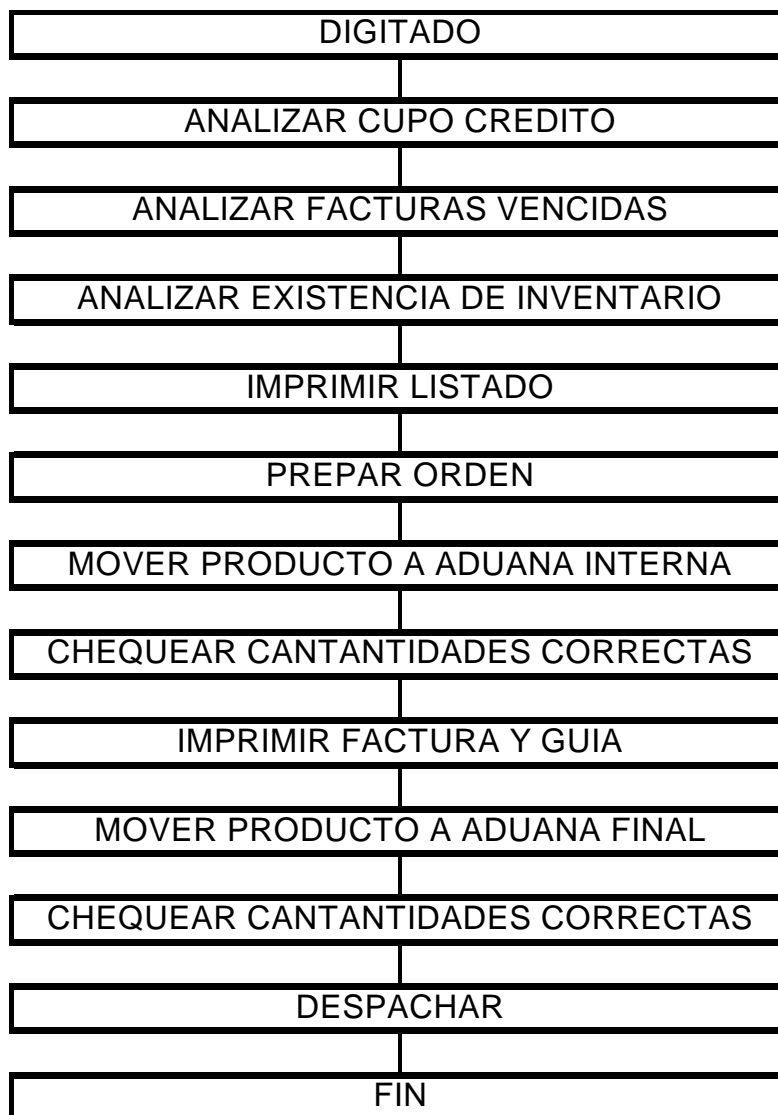 DIGITADO
ANALIZAR CUPO CREDITO
ANALIZAR FACTURAS VENCIDAS
ANALIZAR EXISTENCIA DE INVENTARIO
IMPRIMIR LISTADO
PREPAR ORDEN
MOVER PRODUCTO A ADUANA INTERNA
CHEQUEAR CANTANTIDADES CORRECTAS
IMPRIMIR FACTURA Y GUIA
MOVER PRODUCTO A ADUANA FINAL
CHEQUEAR CANTANTIDADES CORRECTAS
DESPACHAR
FIN